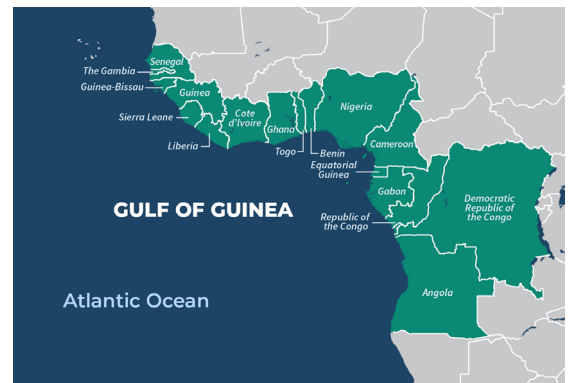 Senegal
The Gambia
Guinea-Bissau
Guinea
Sierra Leone
Liberia
Cote
d'Ivoire
Ghana
Togo
Benin
Nigeria
Cameroon
Equatorial
Guinea
Gabon
Republic of
the Congo
Democratic
Republic of
the Congo
Angola
GULF OF GUINEA
Atlantic Ocean